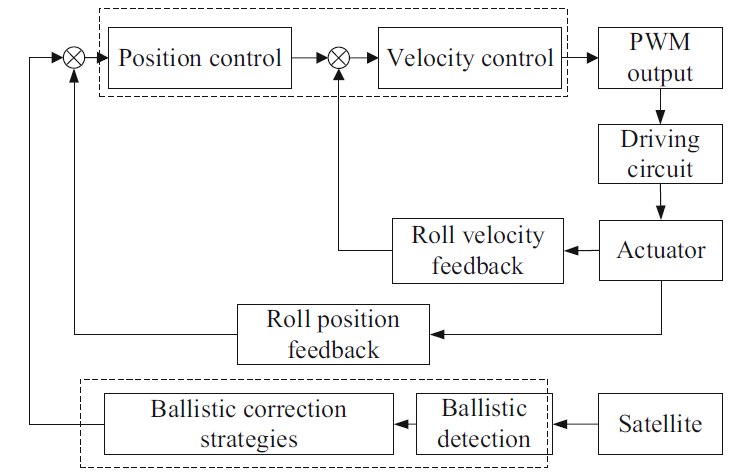 Position control
Velocity control
PWM
output
Driving
circuit
Roll velocity
feedback
Actuator
Roll position
feedback
Ballistic correction
strategies
Ballistic
detection
Satellite